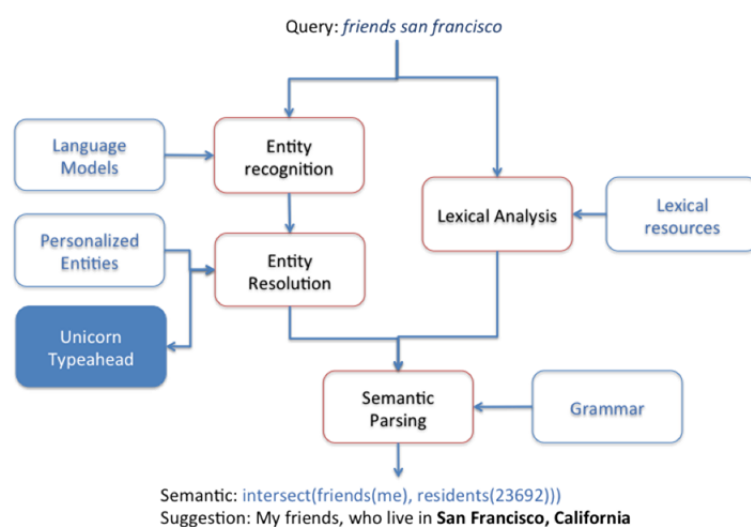 Query: friends san francisco
Language
Models
Entity
recognition
Lexical Analysis
Lexical
resources
Personalized
Entities
Entity
Resolution
Unicorn
Typeahead
Semantic
Parsing
Grammar
Semantic: intersect(friends(me), residents(23692)))
Suggestion: My friends, who live in San Francisco, California